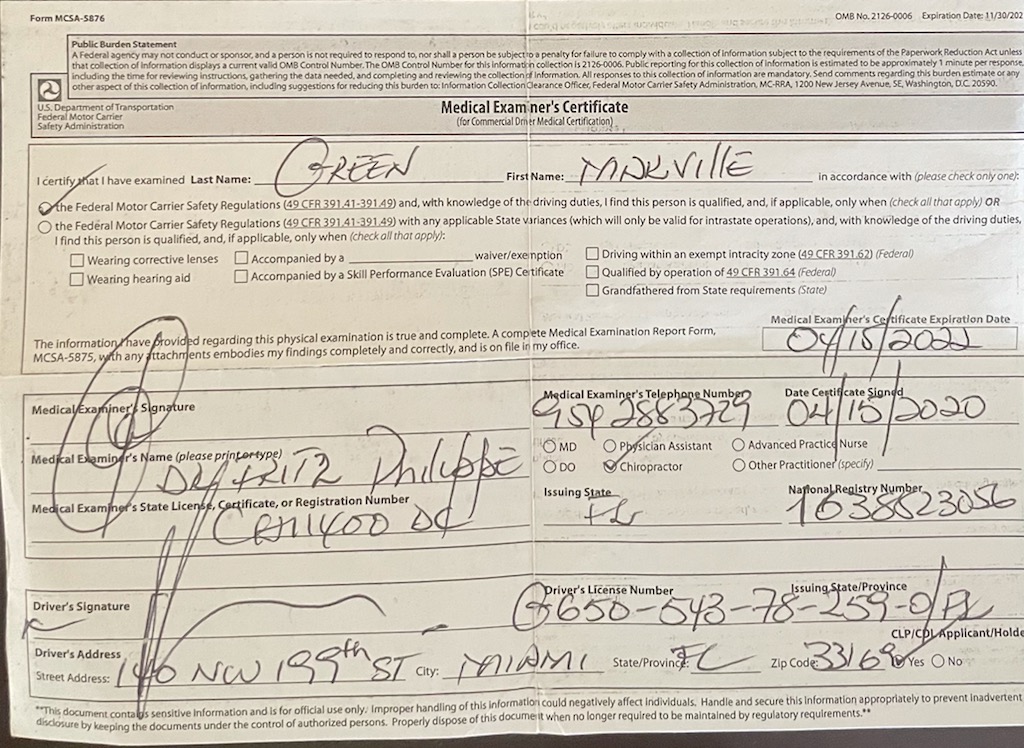 Form MCSA-5876
OMB No. 2126-0006 Expiration Date: 11/30/202
Public Burden Statement
A Federal agency may not conduct or sponsor, and a person is not required to respond to, nor shall a person be subject to a penalty for failure to comply with a collection of information subject to the requirements of the Paperwork Reduction Act unless
that collection of information displays a current valid OMB Control Number. The OMB Control Number for this information collection is 2126-0006. Public reporting for this collection of information is estimated to be approximately 1 minute per response,
including the time for reviewing instructions, gathering the data needed, and completing and reviewing the collection of information. All responses to this collection of information are mandatory. Send comments regarding this burden estimate or any
other aspect of this collection of information, including suggestions for reducing this burden to: Information Collection Clearance Officer, Federal Motor Carrier Safety Administration, MC-RRA, 1200 New Jersey Avenue, SE, Washington, D.C. 20590.
U.S. Department of Transportation
Federal Motor Carrier
Safety Administration
Medical Examiner's Certificate
(for Commercial Driver Medical Certification)
I certify that I have examined Last Name: GREEN First Name: MARKVILLE in accordance with (please check only one):
the Federal Motor Carrier Safety Regulations (49 CFR 391.41-391.49) and, with knowledge of the driving duties, I find this person is qualified, and, if applicable, only when (check all that apply) OR
the Federal Motor Carrier Safety Regulations (49 CFR 391.41-391.49) with any applicable State variances (which will only be valid for intrastate operations), and, with knowledge of the driving duties,
I find this person is qualified, and, if applicable, only when (check all that apply):
Wearing corrective lenses Accompanied by a waiver/exemption Driving within an exempt intracity zone (49 CFR 391.62) (Federal)
Wearing hearing aid Accompanied by a Skill Performance Evaluation (SPE) Certificate Qualified by operation of 49 CFR 391.64 (Federal)
Grandfathered from State requirements (State)
The information I have provided regarding this physical examination is true and complete. A complete Medical Examination Report Form,
MCSA-5875, with any attachments embodies my findings completely and correctly, and is on file in my office.
Medical Examiner's Certificate Expiration Date
04/15/2022
Medical Examiner's Signature
Medical Examiner's Telephone Number
954 2883729
Date Certificate Signed
04/15/2020
Medical Examiner's Name (please print or type)
DR FRITZ Philippe
MD Physician Assistant Advanced Practice Nurse
DO Chiropractor Other Practitioner (specify)
Medical Examiner's State License, Certificate, or Registration Number
Issuing State
FL
National Registry Number
1638823056
Driver's Signature
Driver's License Number
G650-543-78-259-0
Issuing State/Province
FL
CLP/CDL Applicant/Holde
Yes No
Driver's Address
Street Address: 140 NW 199th ST City: MIAMI State/Province: FL Zip Code: 33169
**This document contains sensitive information and is for official use only. Improper handling of this information could negatively affect individuals. Handle and secure this information appropriately to prevent inadvertent
disclosure by keeping the documents under the control of authorized persons. Properly dispose of this document when no longer required to be maintained by regulatory requirements.**